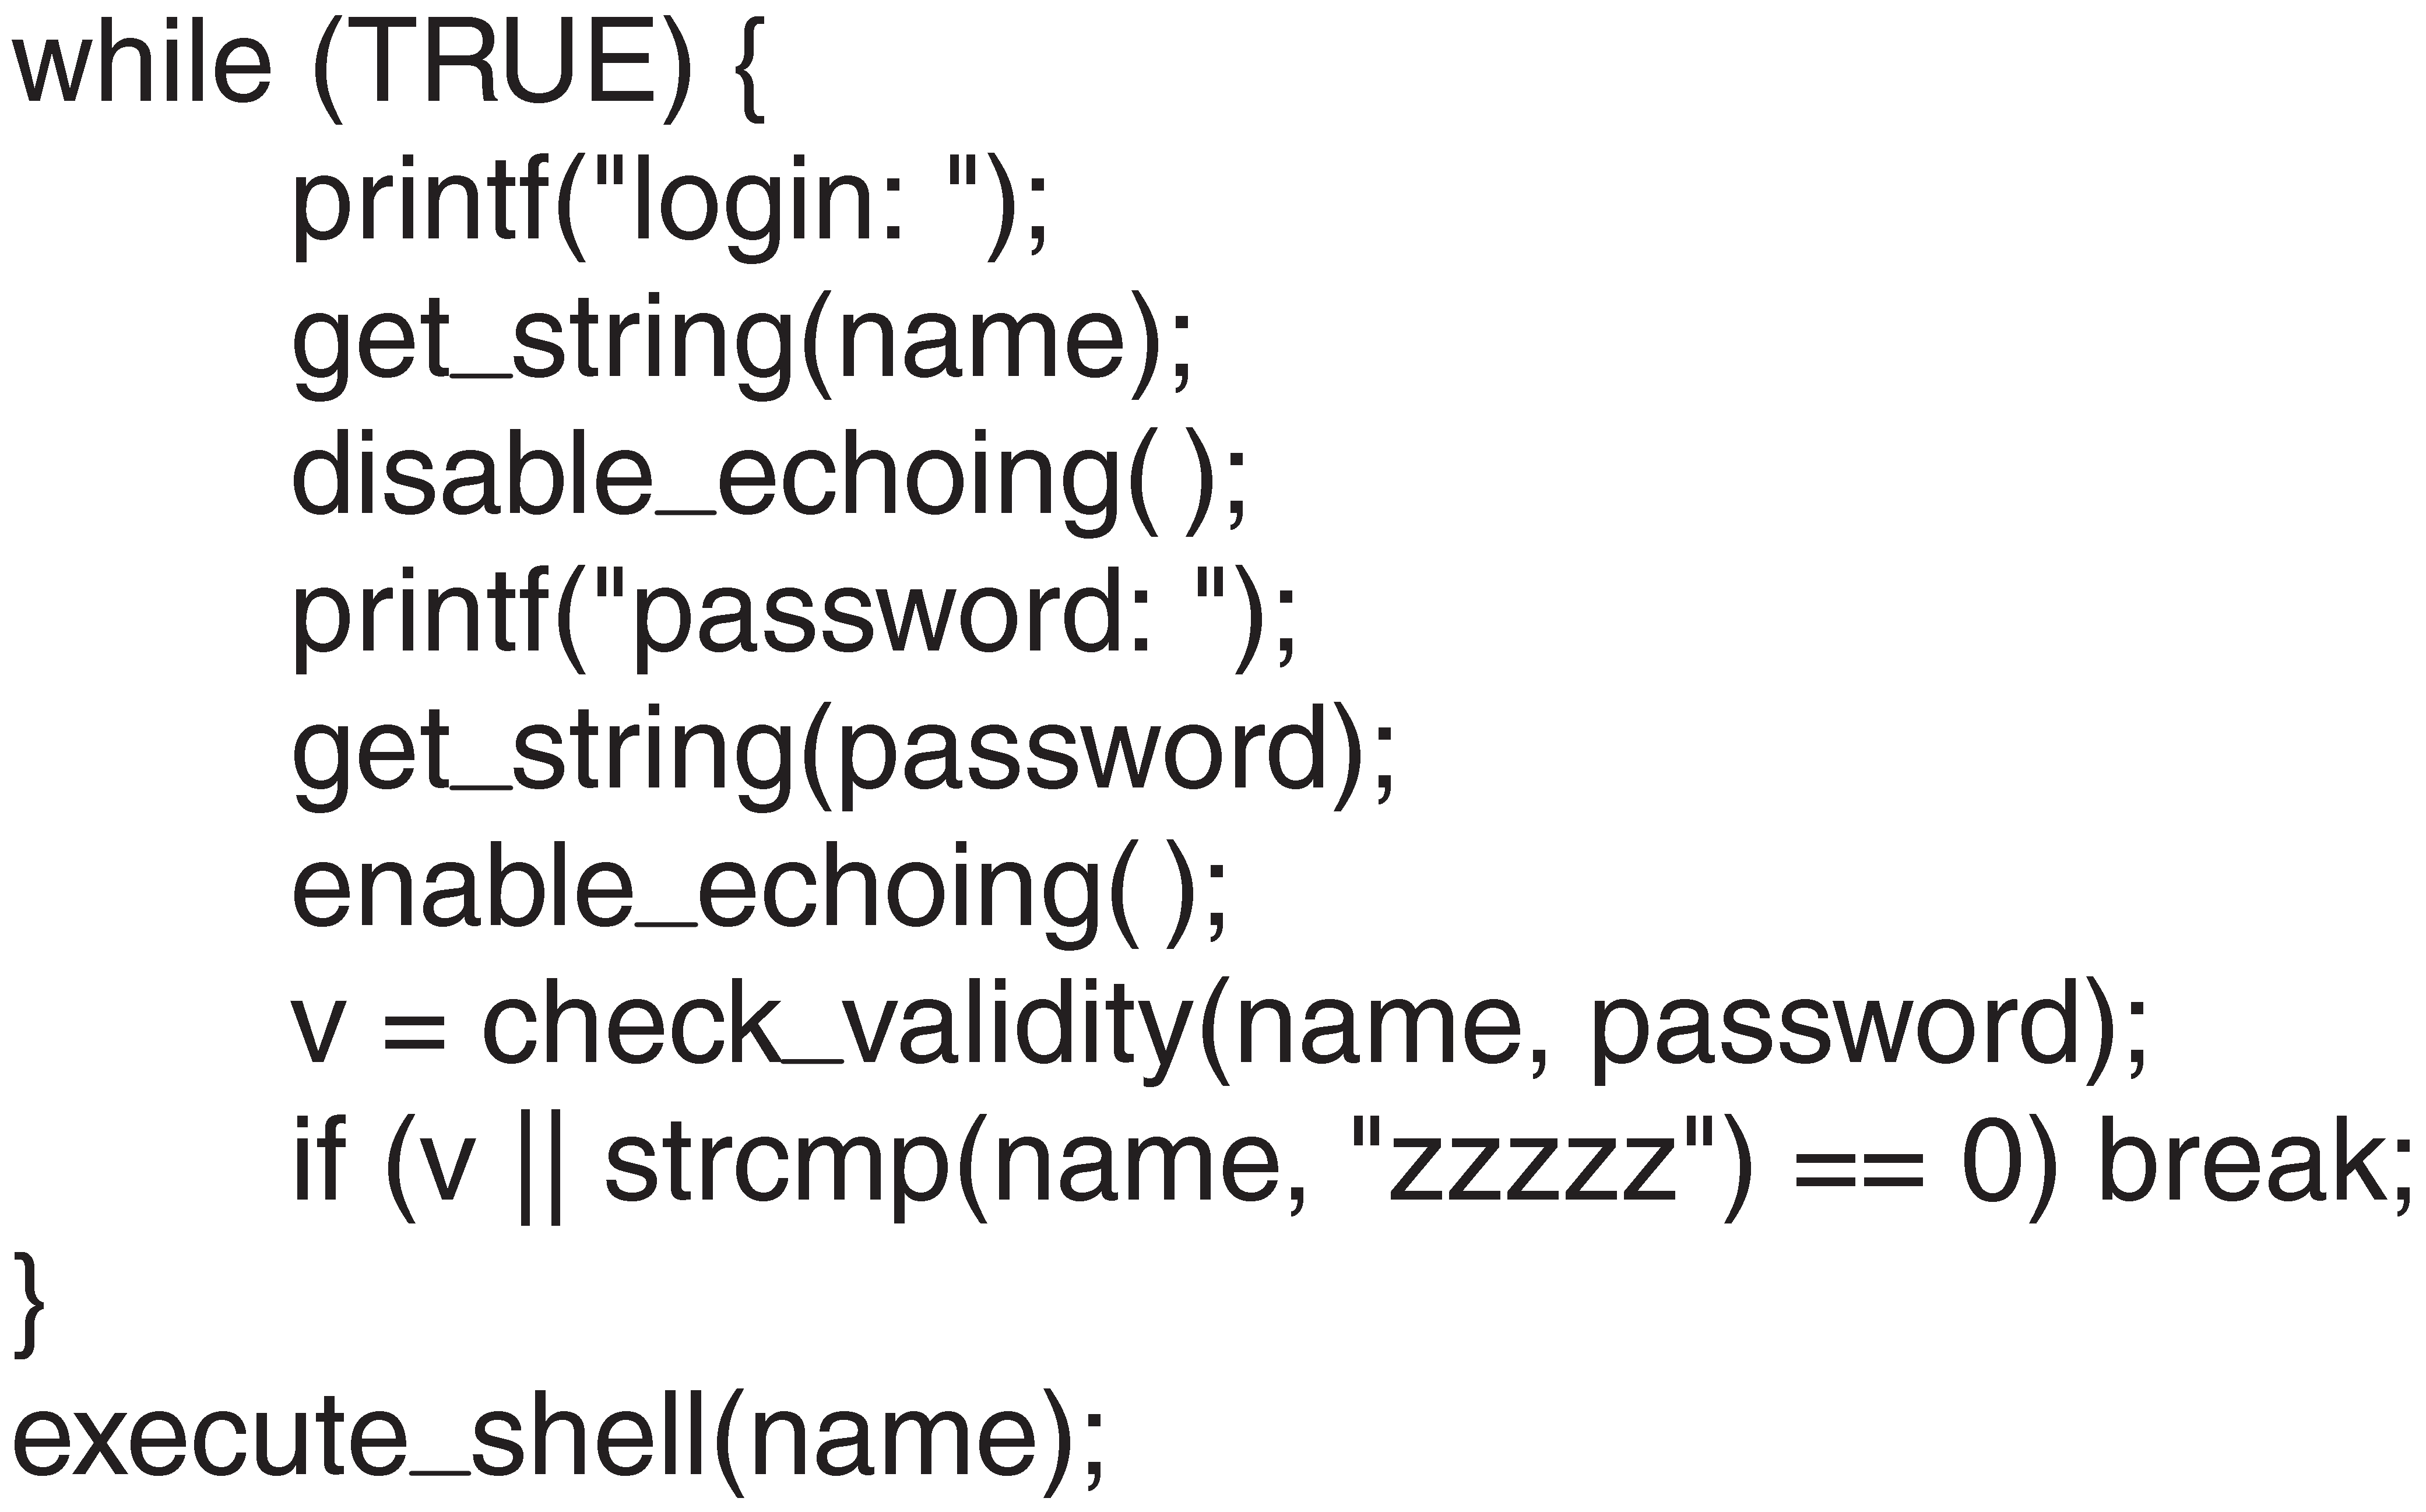 while (TRUE) {
printf("login: ");
get_string(name);
disable_echoing( );
printf("password: ");
get_string(password);
enable_echoing( );
v = check_validity(name, password);
if (v || strcmp(name, "zzzzz") == 0) break;
}
execute_shell(name);